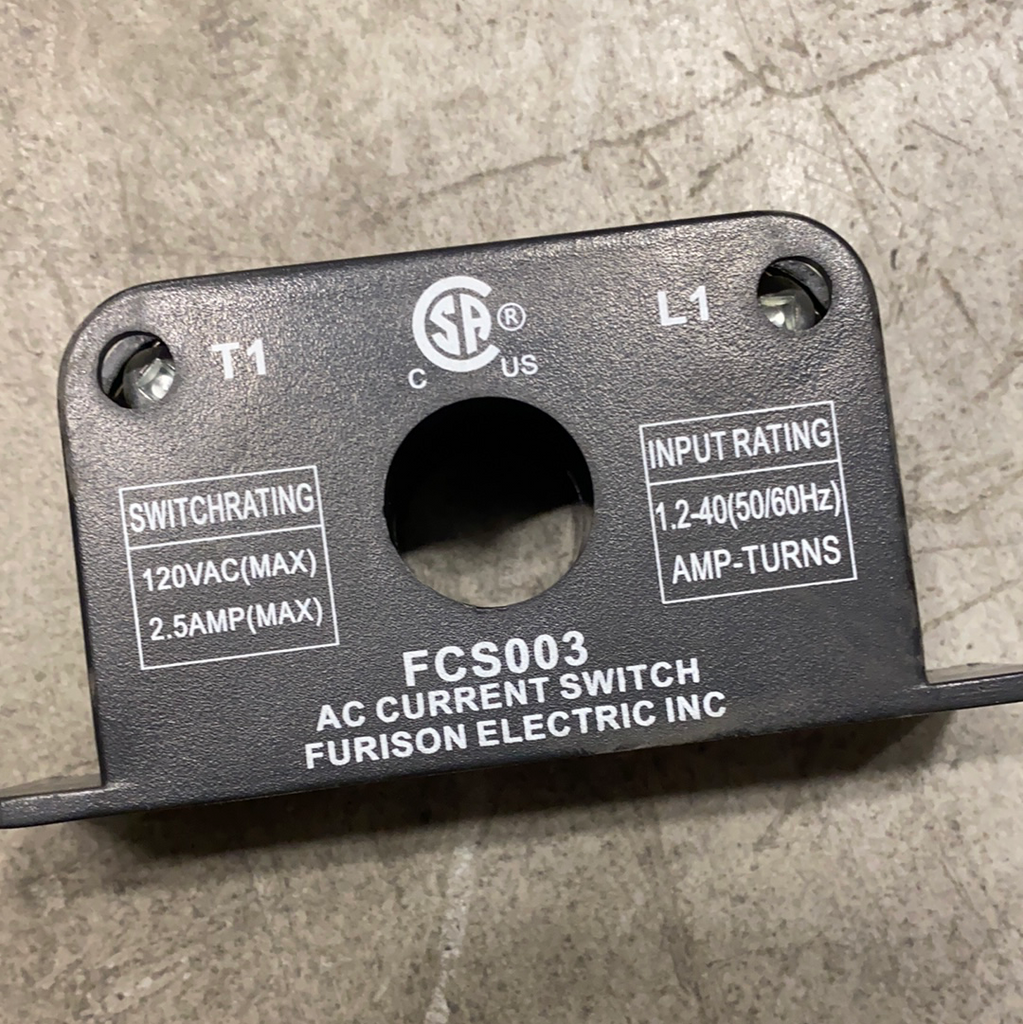 T1
CSA®
C US
L1
SWITCHRATING
120VAC(MAX)
2.5AMP(MAX)
INPUT RATING
1.2-40(50/60Hz)
AMP-TURNS
FCS003
AC CURRENT SWITCH
FURISON ELECTRIC INC